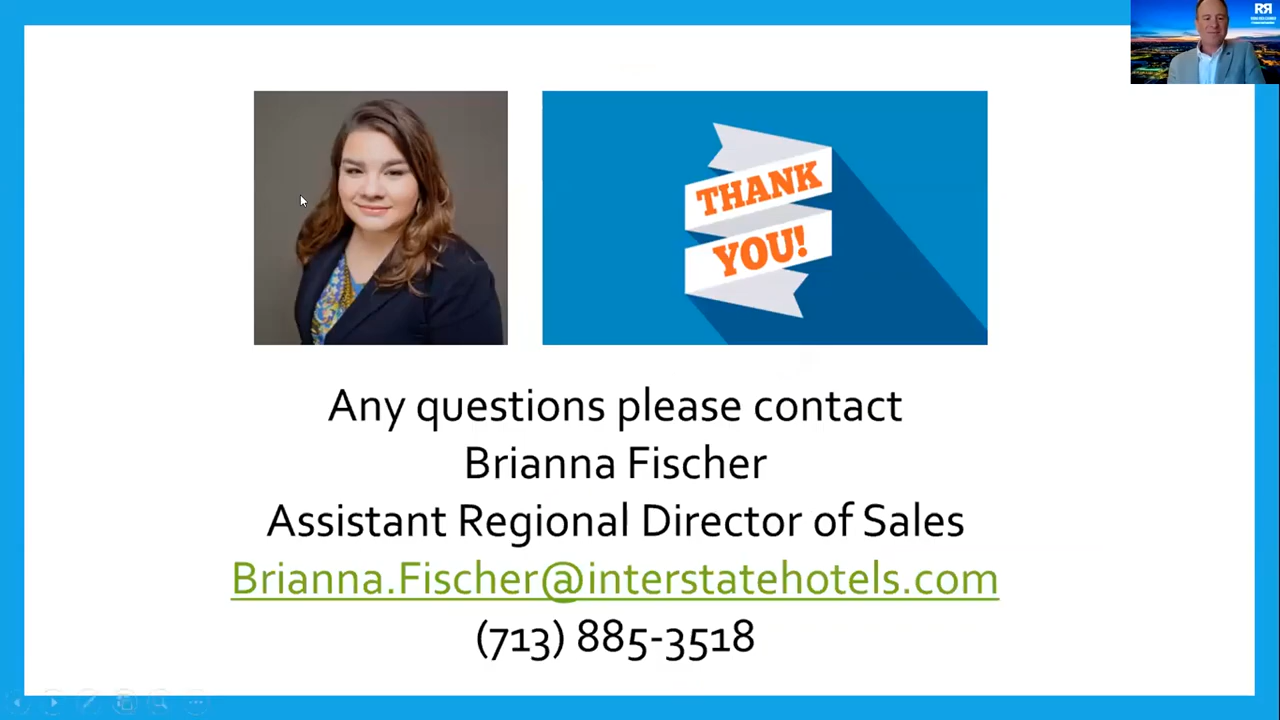 THANK
YOU!
Any questions please contact
Brianna Fischer
Assistant Regional Director of Sales
Brianna.Fischer@interstatehotels.com
(713) 885-3518